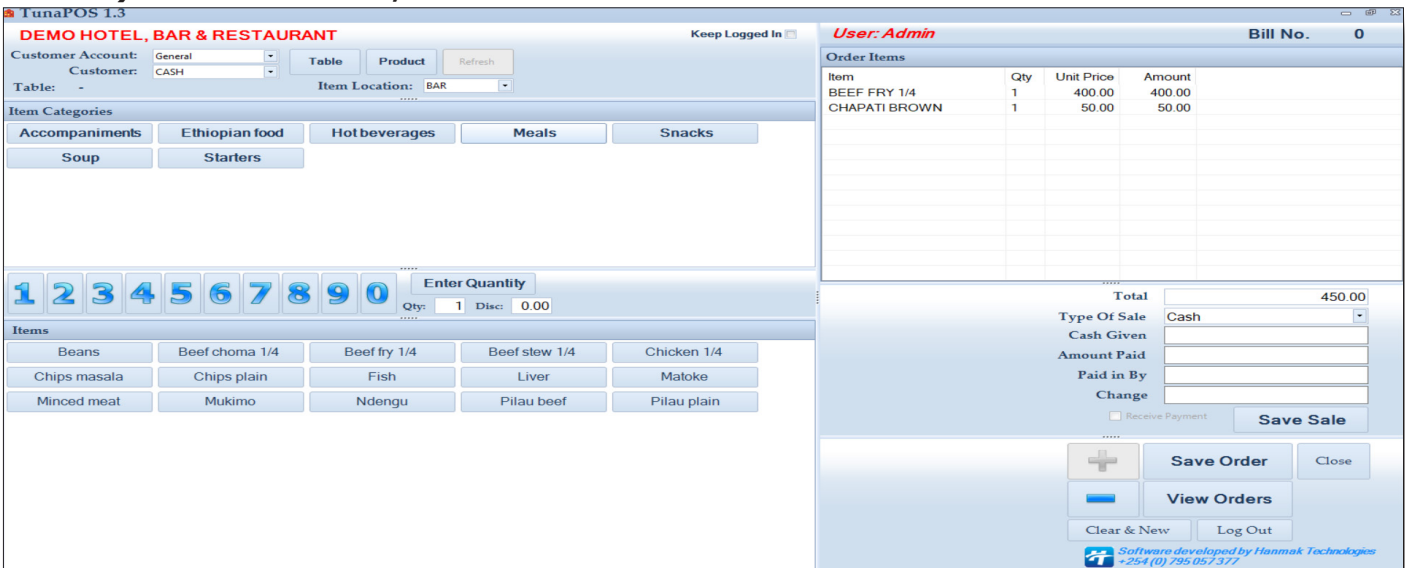 TunaPOS 1.3
DEMO HOTEL, BAR & RESTAURANT
Keep Logged In
Customer Account: General
Customer: CASH
Table: -
Table Product Refresh
Item Location: BAR
Item Categories
Accompaniments Ethiopian food Hot beverages Meals Snacks
Soup Starters
1 2 3 4 5 6 7 8 9 0
Enter Quantity
Qty: 1 Disc: 0.00
Items
Beans Beef choma 1/4 Beef fry 1/4 Beef stew 1/4 Chicken 1/4
Chips masala Chips plain Fish Liver Matoke
Minced meat Mukimo Ndengu Pilau beef Pilau plain
User: Admin Bill No. 0
Order Items
Item Qty Unit Price Amount
BEEF FRY 1/4 1 400.00 400.00
CHAPATI BROWN 1 50.00 50.00
Total 450.00
Type Of Sale Cash
Cash Given
Amount Paid
Paid in By
Change
Receive Payment Save Sale
Save Order Close
View Orders
Clear & New Log Out
Software developed by Hanmak Technologies
+254 (0) 795 057 377